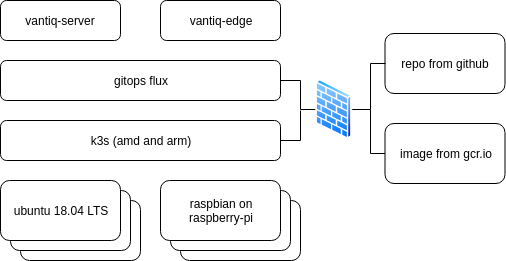 vantiq-server
vantiq-edge
gitops flux
repo from github
k3s (amd and arm)
image from gcr.io
ubuntu 18.04 LTS
raspbian on
raspberry-pi